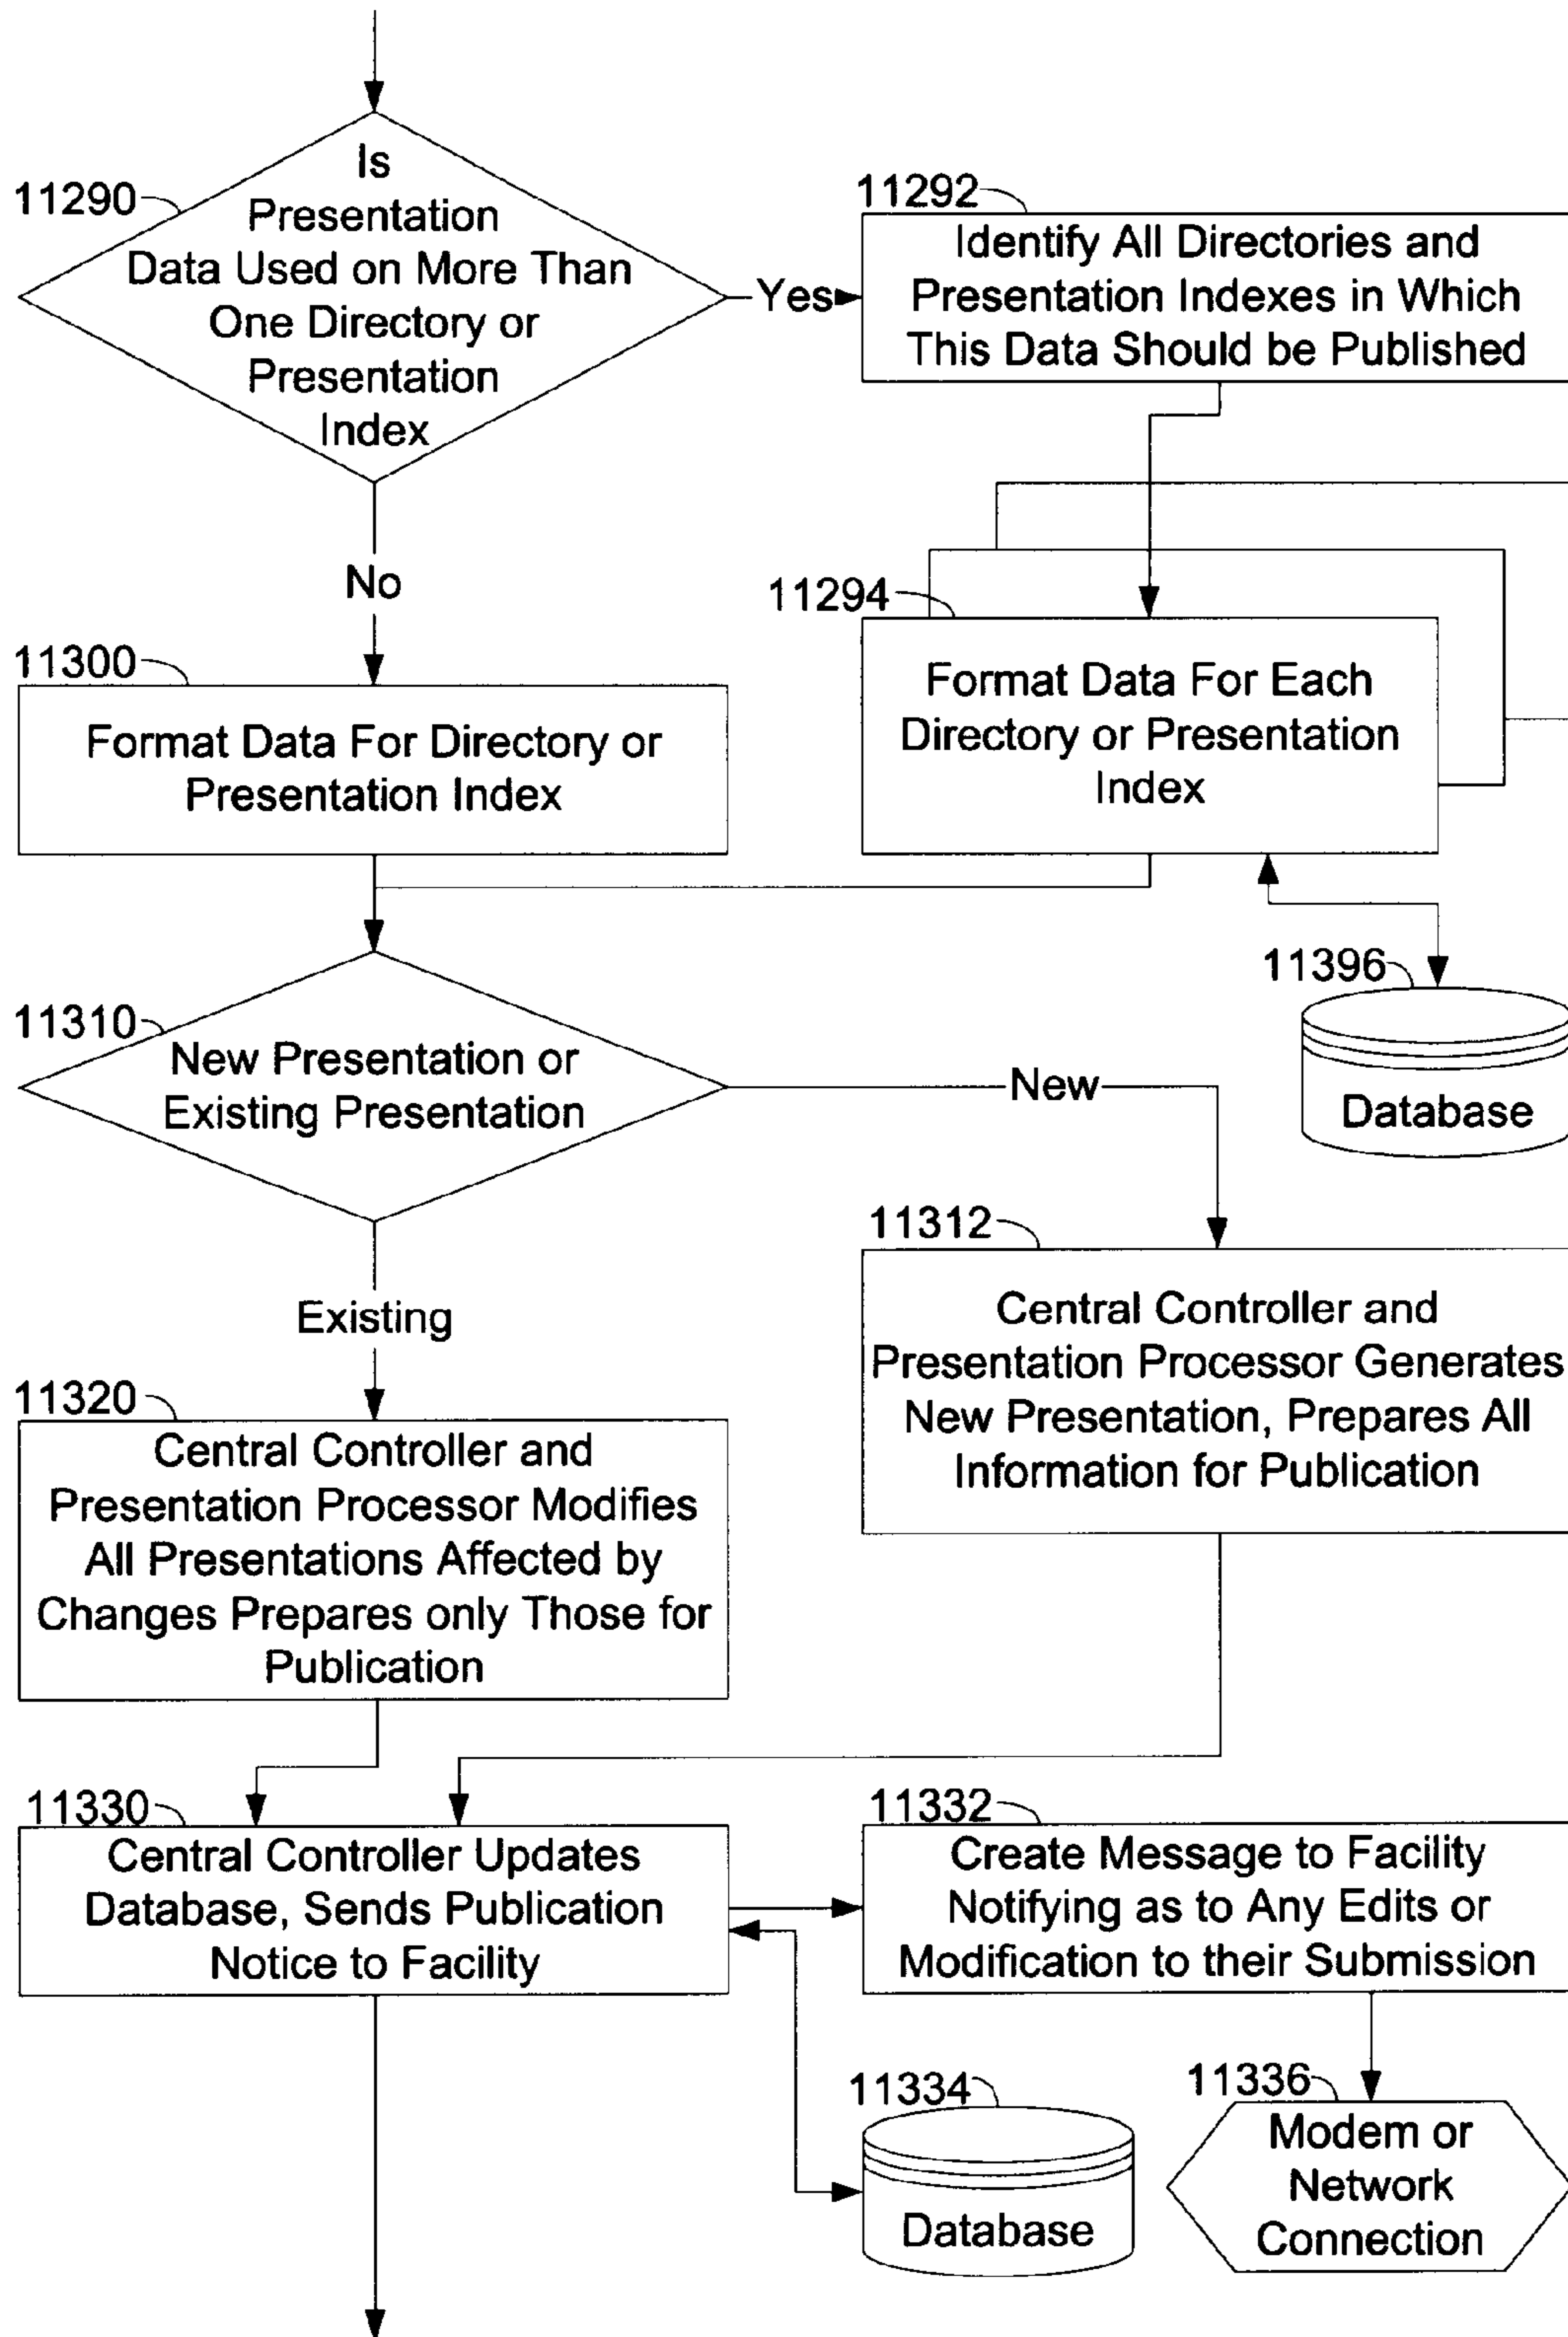 11290
Is
Presentation
Data Used on More Than
One Directory or
Presentation
Index
Yes
11292
Identify All Directories and
Presentation Indexes in Which
This Data Should be Published
No
11294
Format Data For Each
Directory or Presentation
Index
11300
Format Data For Directory or
Presentation Index
11396
Database
11310
New Presentation or
Existing Presentation
New
11312
Central Controller and
Presentation Processor Generates
New Presentation, Prepares All
Information for Publication
Existing
11320
Central Controller and
Presentation Processor Modifies
All Presentations Affected by
Changes Prepares only Those for
Publication
11330
Central Controller Updates
Database, Sends Publication
Notice to Facility
11332
Create Message to Facility
Notifying as to Any Edits or
Modification to their Submission
11334
Database
11336
Modem or
Network
Connection